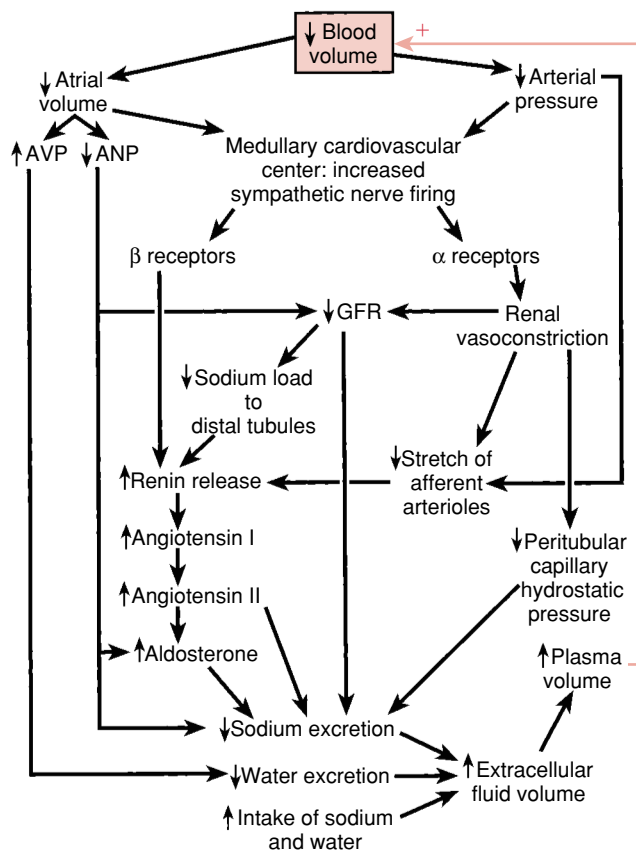 ↓ Blood
volume
+
↓ Atrial
volume
↓ Arterial
pressure
↑ AVP
↓ ANP
Medullary cardiovascular
center: increased
sympathetic nerve firing
β receptors
α receptors
↓ GFR
Renal
vasoconstriction
↓ Sodium load
to
distal tubules
↑ Renin release
↓ Stretch of
afferent
arterioles
↑ Angiotensin I
↓ Peritubular
capillary
hydrostatic
pressure
↑ Angiotensin II
↑ Aldosterone
↑ Plasma
volume
↓ Sodium excretion
↓ Water excretion
↑ Extracellular
fluid volume
↑ Intake of sodium
and water